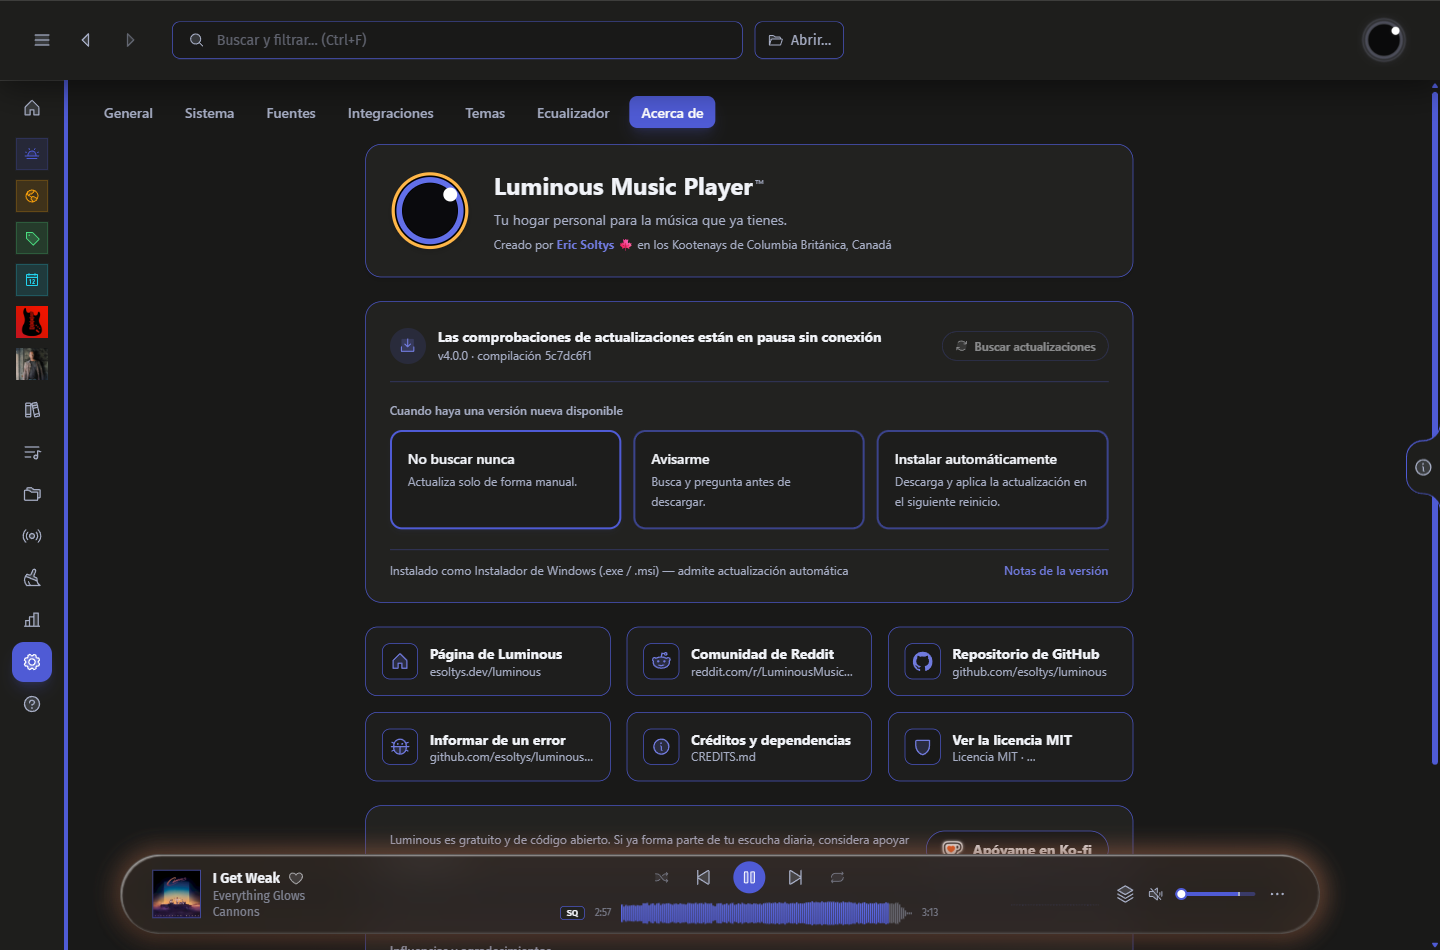 Buscar y filtrar... (Ctrl+F)
Abrir...
General
Sistema
Fuentes
Integraciones
Temas
Ecualizador
Acerca de
12
Luminous Music Player™
Tu hogar personal para la música que ya tienes.
Creado por Eric Soltys en los Kootenays de Columbia Británica, Canadá
Las comprobaciones de actualizaciones están en pausa sin conexión
v4.0.0 · compilación 5c7dc6f1
Buscar actualizaciones
Cuando haya una versión nueva disponible
No buscar nunca
Actualiza solo de forma manual.
Avisarme
Busca y pregunta antes de
descargar.
Instalar automáticamente
Descarga y aplica la actualización en
el siguiente reinicio.
Instalado como Instalador de Windows (.exe / .msi) — admite actualización automática
Notas de la versión
Página de Luminous
esoltys.dev/luminous
Comunidad de Reddit
reddit.com/r/LuminousMusic...
Repositorio de GitHub
github.com/esoltys/luminous
Informar de un error
github.com/esoltys/luminous...
Créditos y dependencias
CREDITS.md
Ver la licencia MIT
Licencia MIT · ...
Luminous es gratuito y de código abierto. Si ya forma parte de tu escucha diaria, considera apoyar
Apóyame en Ko-fi
I Get Weak
Everything Glows
Cannons
SQ
2:57
3:13